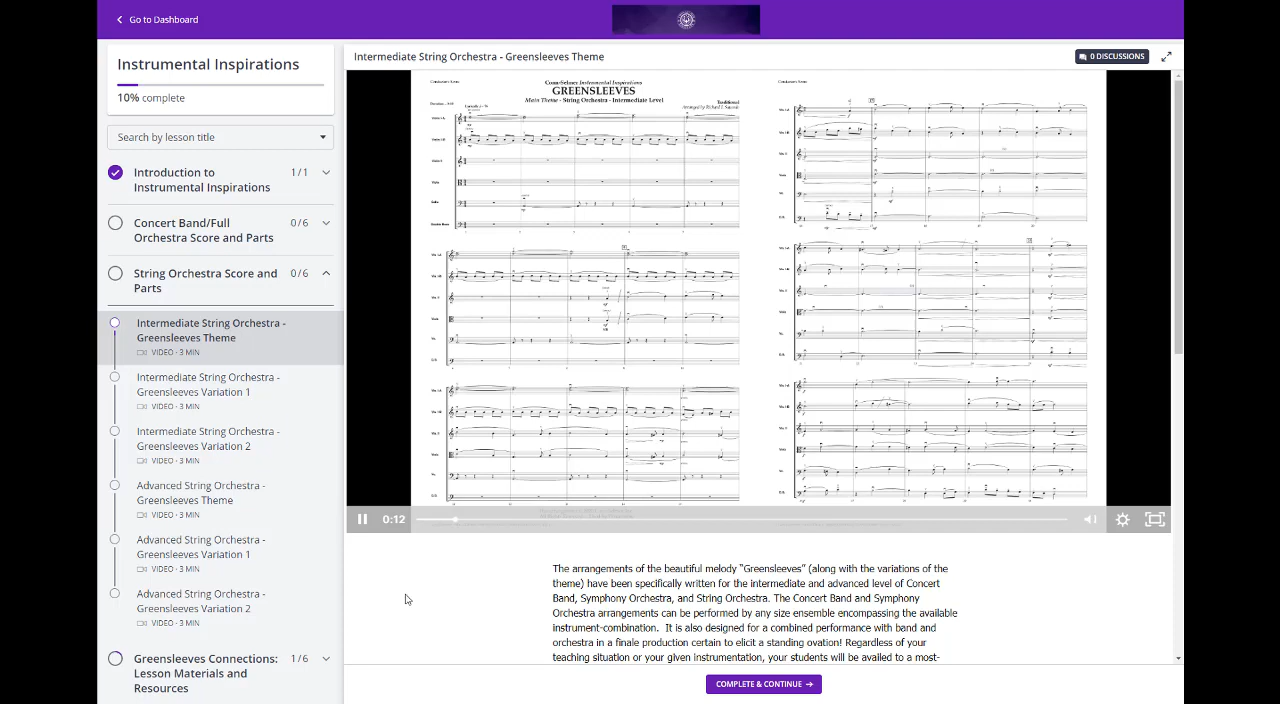 Go to Dashboard
Instrumental Inspirations
10% complete
Search by lesson title
Introduction to
Instrumental Inspirations
1/1
Concert Band/Full
Orchestra Score and Parts
0/6
String Orchestra Score and
Parts
0/6
Intermediate String Orchestra -
Greensleeves Theme
VIDEO · 3 MIN
Intermediate String Orchestra -
Greensleeves Variation 1
VIDEO · 3 MIN
Intermediate String Orchestra -
Greensleeves Variation 2
VIDEO · 3 MIN
Advanced String Orchestra -
Greensleeves Theme
VIDEO · 3 MIN
Advanced String Orchestra -
Greensleeves Variation 1
VIDEO · 3 MIN
Advanced String Orchestra -
Greensleeves Variation 2
VIDEO · 3 MIN
Greensleeves Connections:
Lesson Materials and
Resources
1/6
Intermediate String Orchestra - Greensleeves Theme
0 DISCUSSIONS
Conn-Selmer Instrumental Inspirations
GREENSLEEVES
Main Theme - String Orchestra - Intermediate Level
Traditional
0:12
The arrangements of the beautiful melody “Greensleeves” (along with the variations of the
theme) have been specifically written for the intermediate and advanced level of Concert
Band, Symphony Orchestra, and String Orchestra. The Concert Band and Symphony
Orchestra arrangements can be performed by any size ensemble encompassing the available
instrument-combination. It is also designed for a combined performance with band and
orchestra in a finale production certain to elicit a standing ovation! Regardless of your
teaching situation or your given instrumentation, your students will be availed to a most-
COMPLETE & CONTINUE